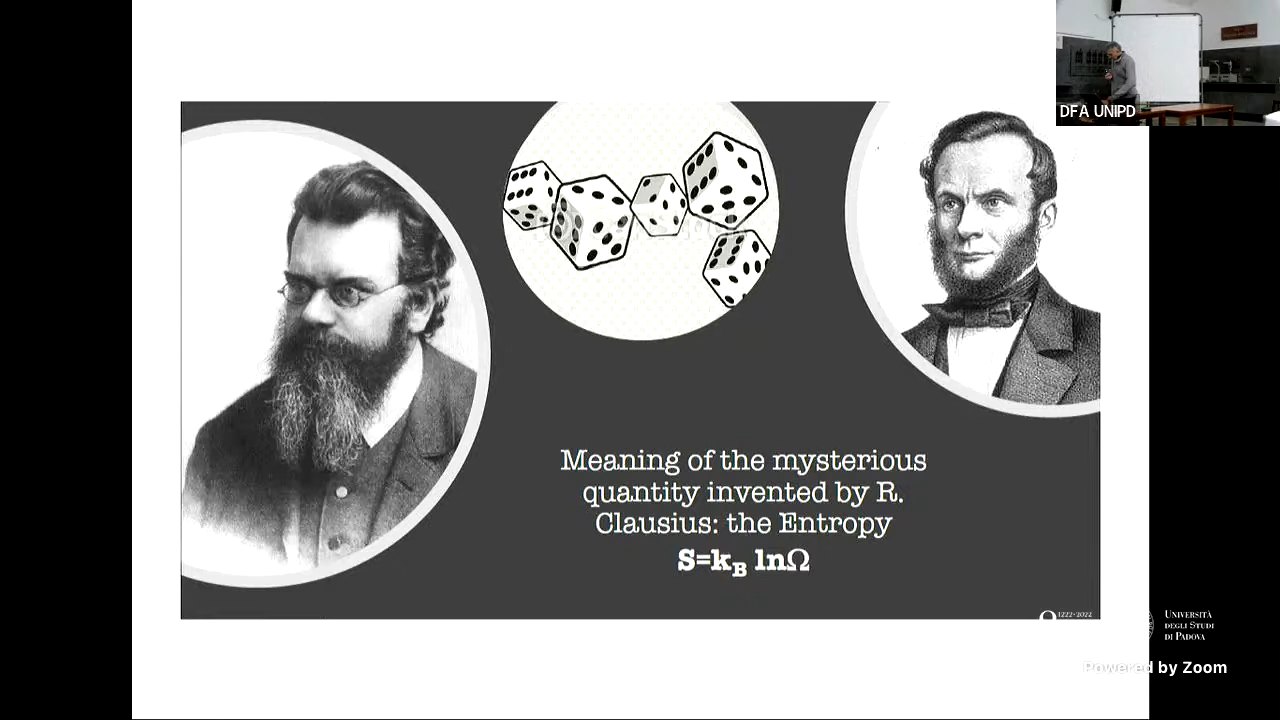 DFA UNIPD
Meaning of the mysterious
quantity invented by R.
Clausius: the Entropy
S=k_B lnΩ
1222·2022
UNIVERSITÀ
DEGLI STUDI
DI PADOVA
Powered by Zoom